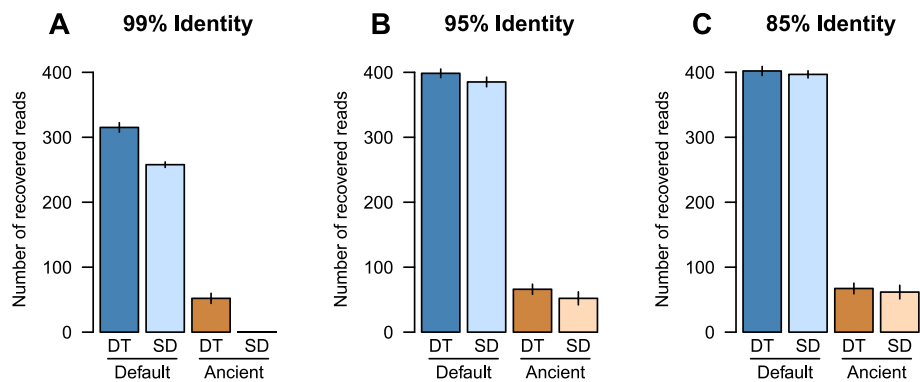 A 99% Identity
Number of recovered reads
400
300
200
100
0
DT SD DT SD
Default Ancient
B 95% Identity
Number of recovered reads
400
300
200
100
0
DT SD DT SD
Default Ancient
C 85% Identity
Number of recovered reads
400
300
200
100
0
DT SD DT SD
Default Ancient